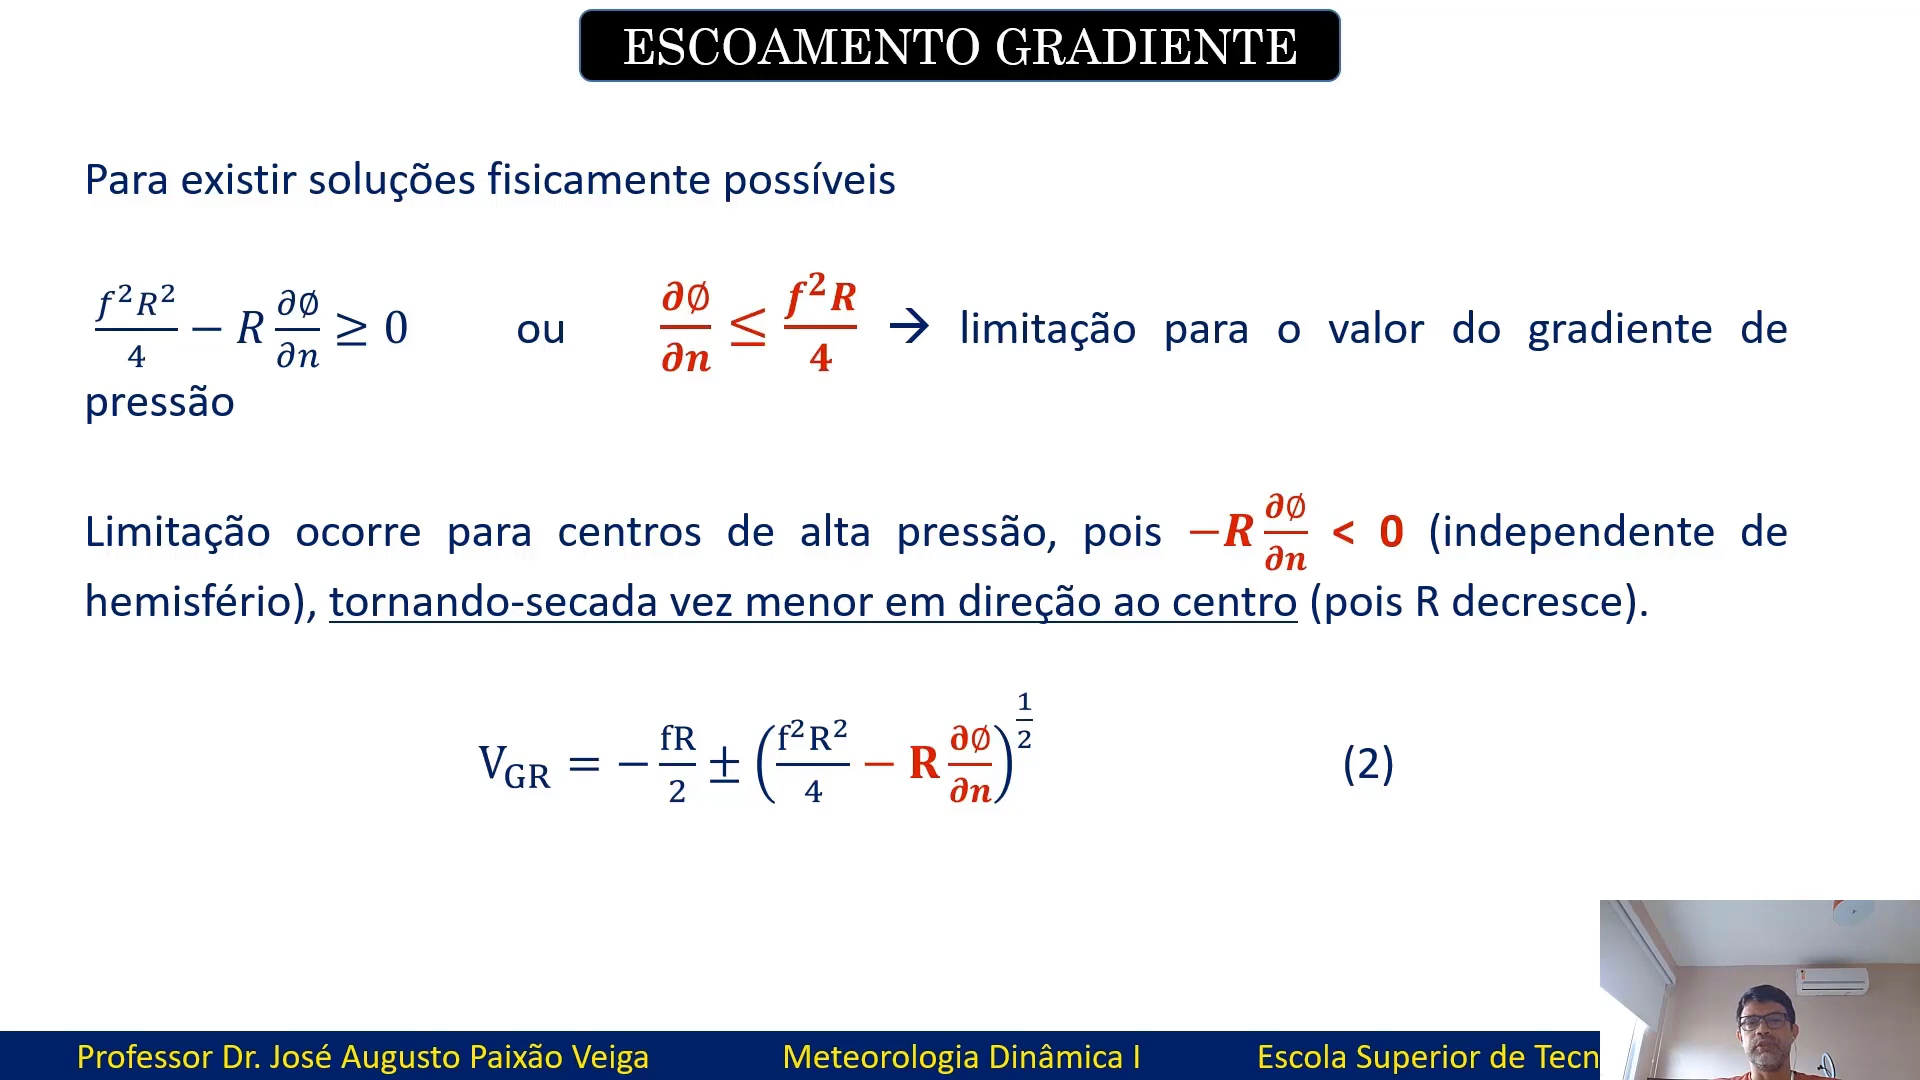 ESCOAMENTO GRADIENTE
Para existir soluções fisicamente possíveis
f²R²/4 − R ∂∅/∂n ≥ 0 ou ∂∅/∂n ≤ f²R/4 → limitação para o valor do gradiente de
pressão
Limitação ocorre para centros de alta pressão, pois −R ∂∅/∂n < 0 (independente de
hemisfério), tornando-secada vez menor em direção ao centro (pois R decresce).
V_GR = − fR/2 ± (f²R²/4 − R ∂∅/∂n)^(1/2) (2)
Professor Dr. José Augusto Paixão Veiga Meteorologia Dinâmica I Escola Superior de Tecn